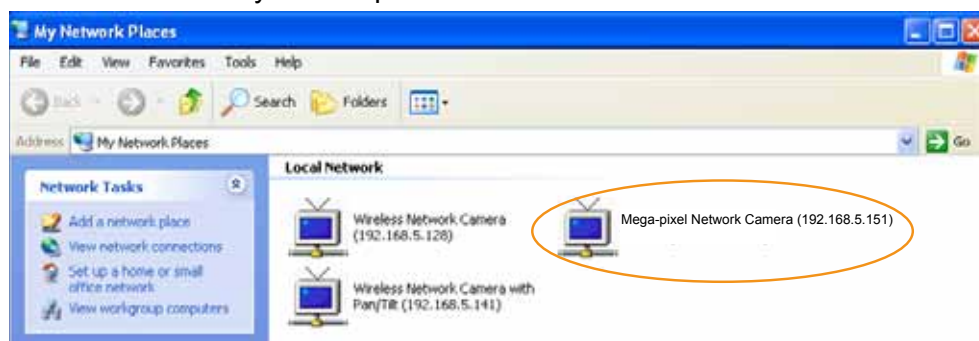 My Network Places
File Edit View Favorites Tools Help
Back Search Folders
Address My Network Places Go
Local Network
Network Tasks
Add a network place
View network connections
Set up a home or small
office network
View workgroup computers
Wireless Network Camera
(192.168.5.128)
Mega-pixel Network Camera (192.168.5.151)
Wireless Network Camera with
Pan/Tilt (192.168.5.141)